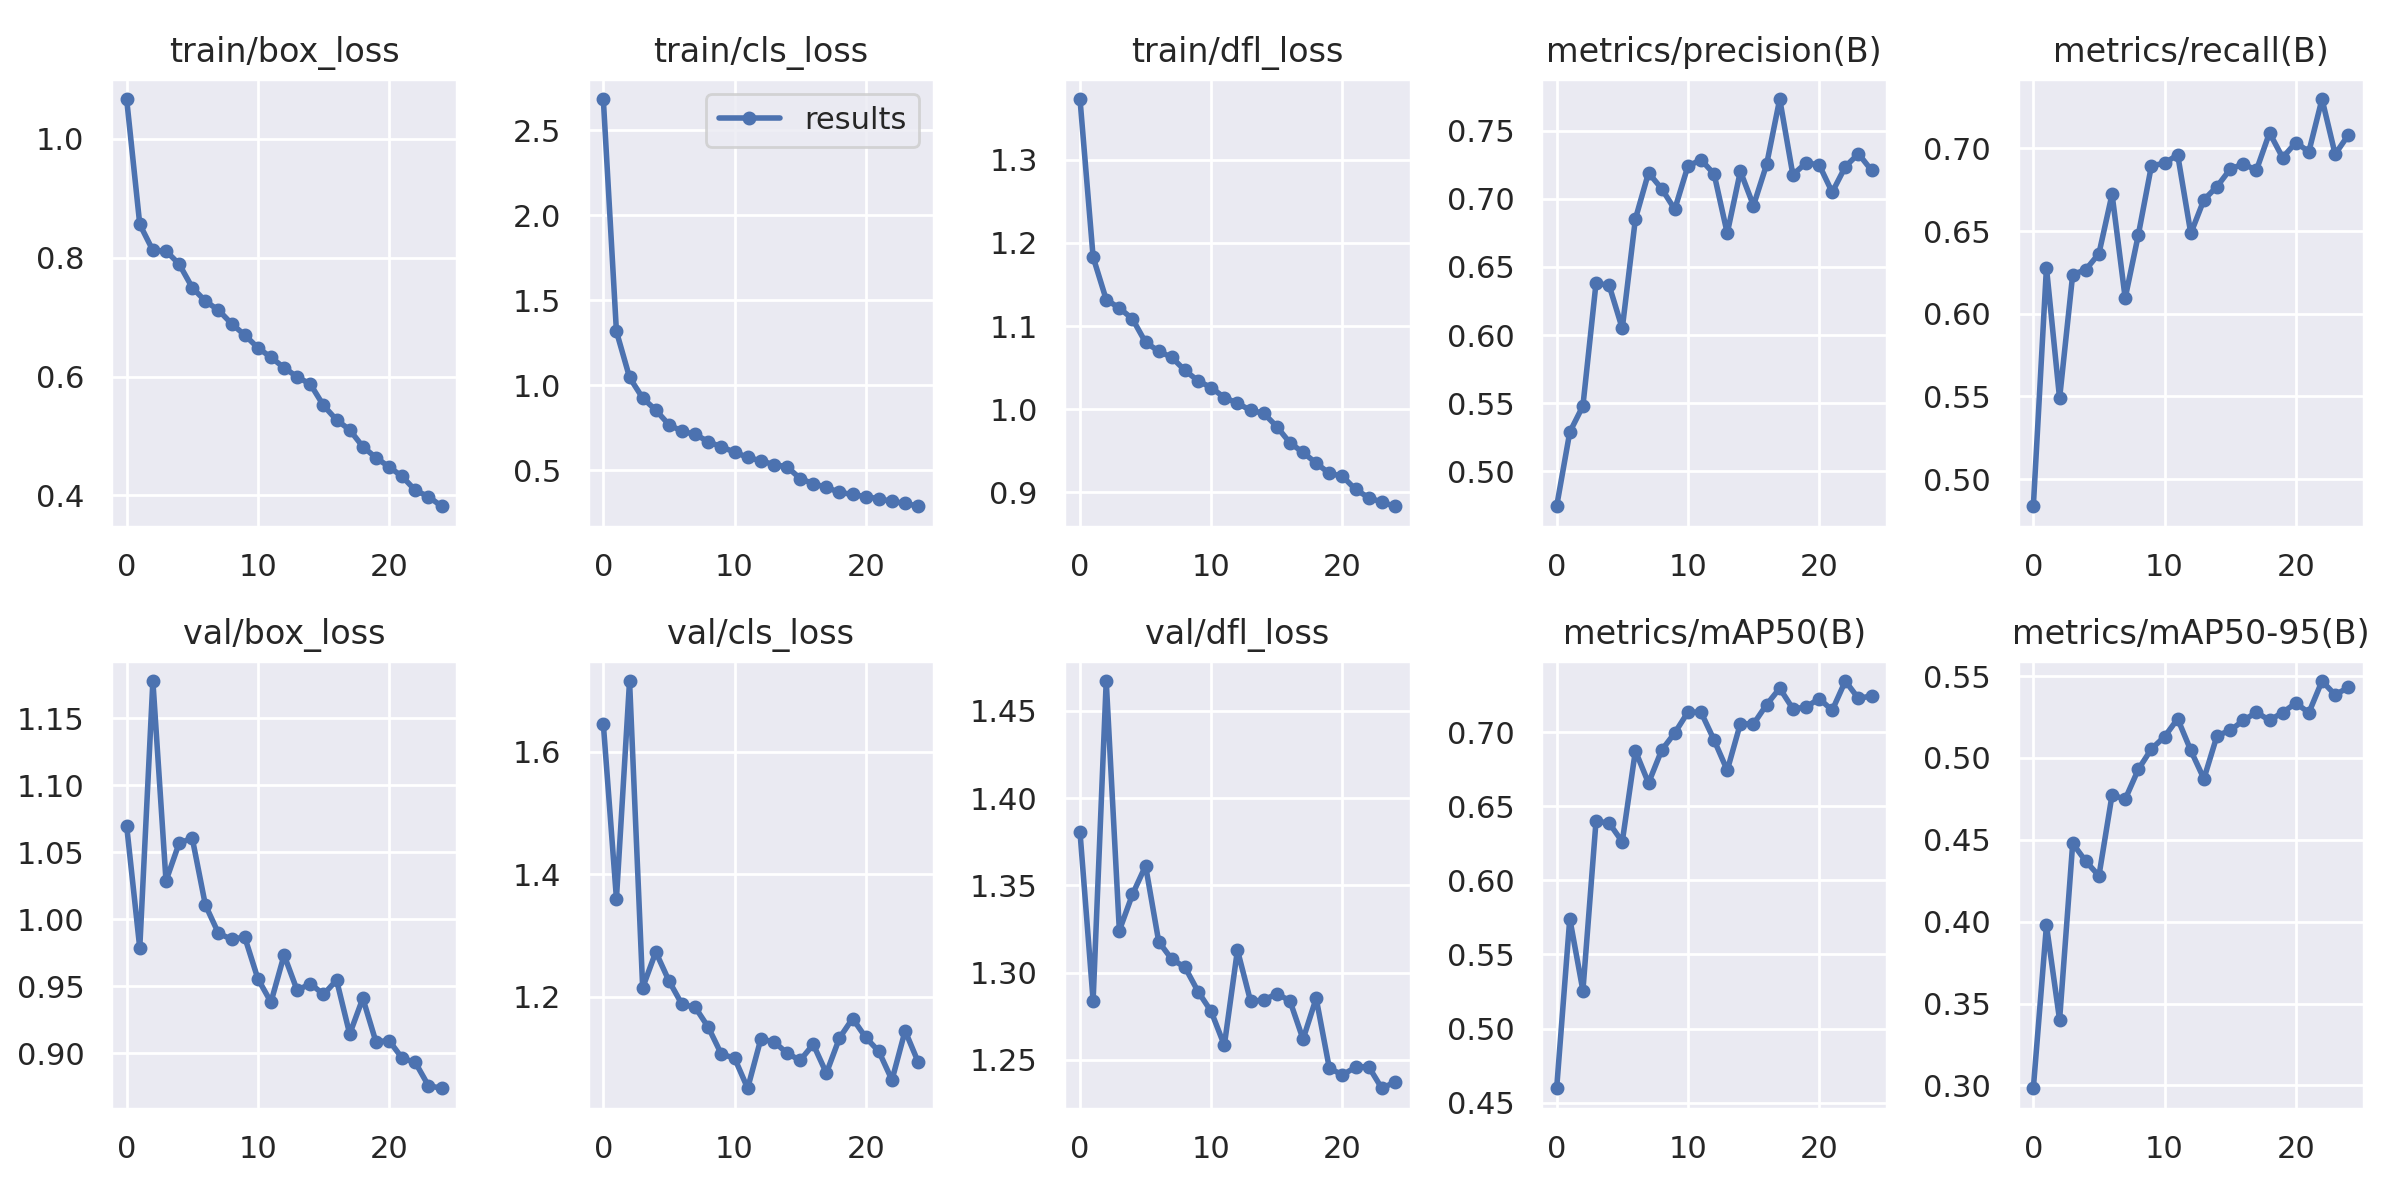 train/box_loss
1.0
0.8
0.6
0.4
0 10 20
train/cls_loss
results
2.5
2.0
1.5
1.0
0.5
0 10 20
train/dfl_loss
1.3
1.2
1.1
1.0
0.9
0 10 20
metrics/precision(B)
0.75
0.70
0.65
0.60
0.55
0.50
0 10 20
metrics/recall(B)
0.70
0.65
0.60
0.55
0.50
0 10 20
val/box_loss
1.15
1.10
1.05
1.00
0.95
0.90
0 10 20
val/cls_loss
1.6
1.4
1.2
0 10 20
val/dfl_loss
1.45
1.40
1.35
1.30
1.25
0 10 20
metrics/mAP50(B)
0.70
0.65
0.60
0.55
0.50
0.45
0 10 20
metrics/mAP50-95(B)
0.55
0.50
0.45
0.40
0.35
0.30
0 10 20